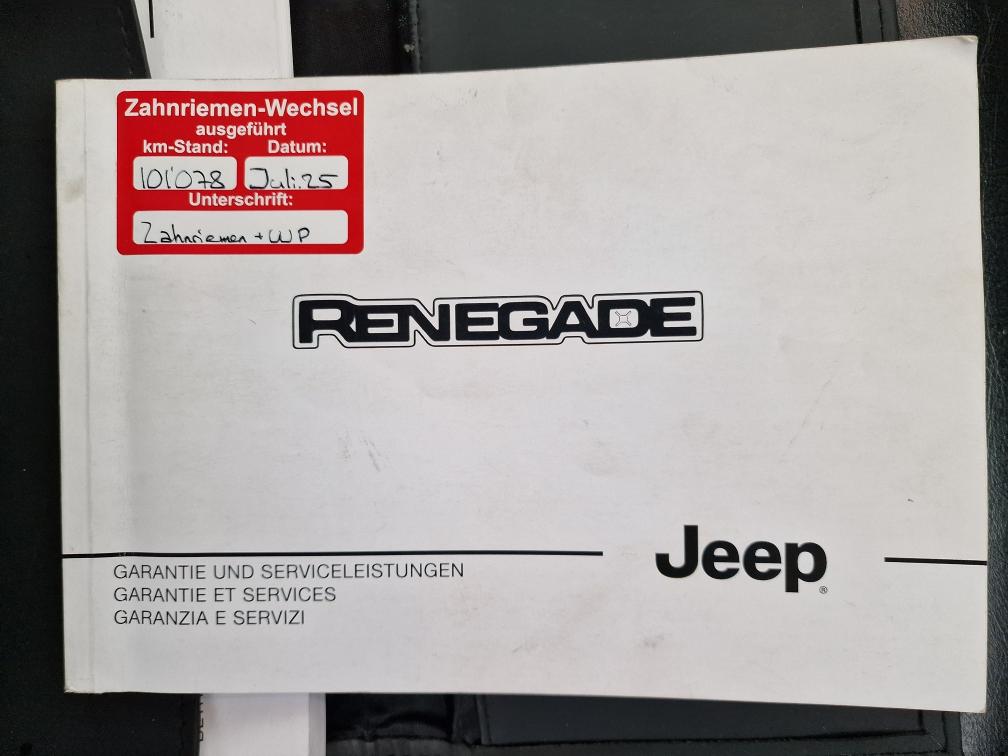 Zahnriemen-Wechsel
ausgeführt
km-Stand: Datum:
101'078 Juli.25
Unterschrift:
Zahnriemen + WP
RENEGADE
Jeep®
GARANTIE UND SERVICELEISTUNGEN
GARANTIE ET SERVICES
GARANZIA E SERVIZI